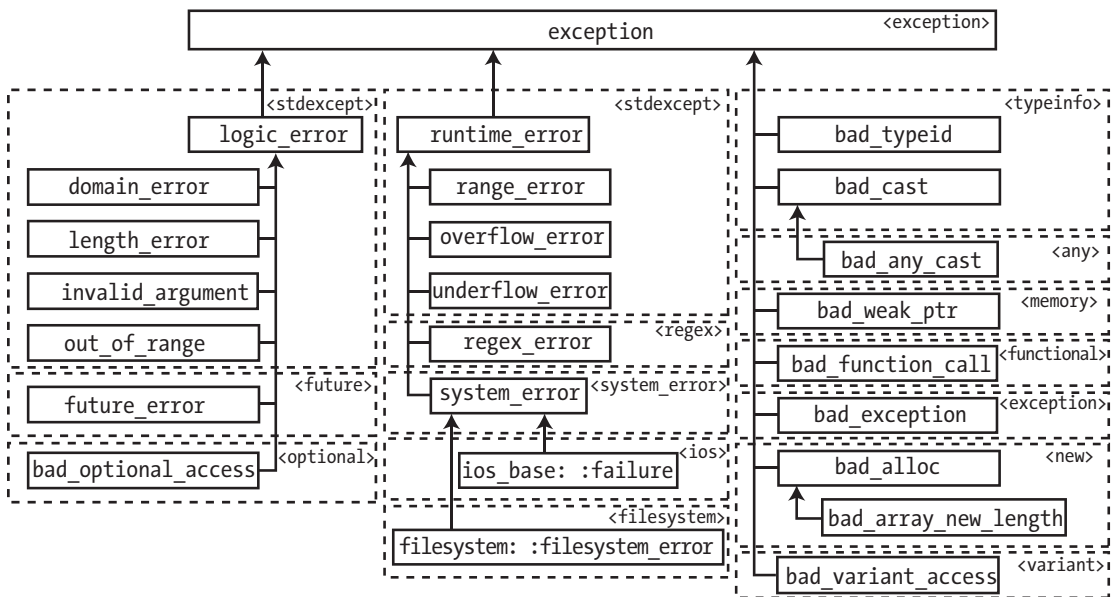 exception
<exception>
<stdexcept>
logic_error
domain_error
length_error
invalid_argument
out_of_range
<future>
future_error
<optional>
bad_optional_access
<stdexcept>
runtime_error
range_error
overflow_error
underflow_error
<regex>
regex_error
<system_error>
system_error
<ios>
ios_base: :failure
<filesystem>
filesystem: :filesystem_error
<typeinfo>
bad_typeid
bad_cast
<any>
bad_any_cast
<memory>
bad_weak_ptr
<functional>
bad_function_call
<exception>
bad_exception
<new>
bad_alloc
bad_array_new_length
<variant>
bad_variant_access